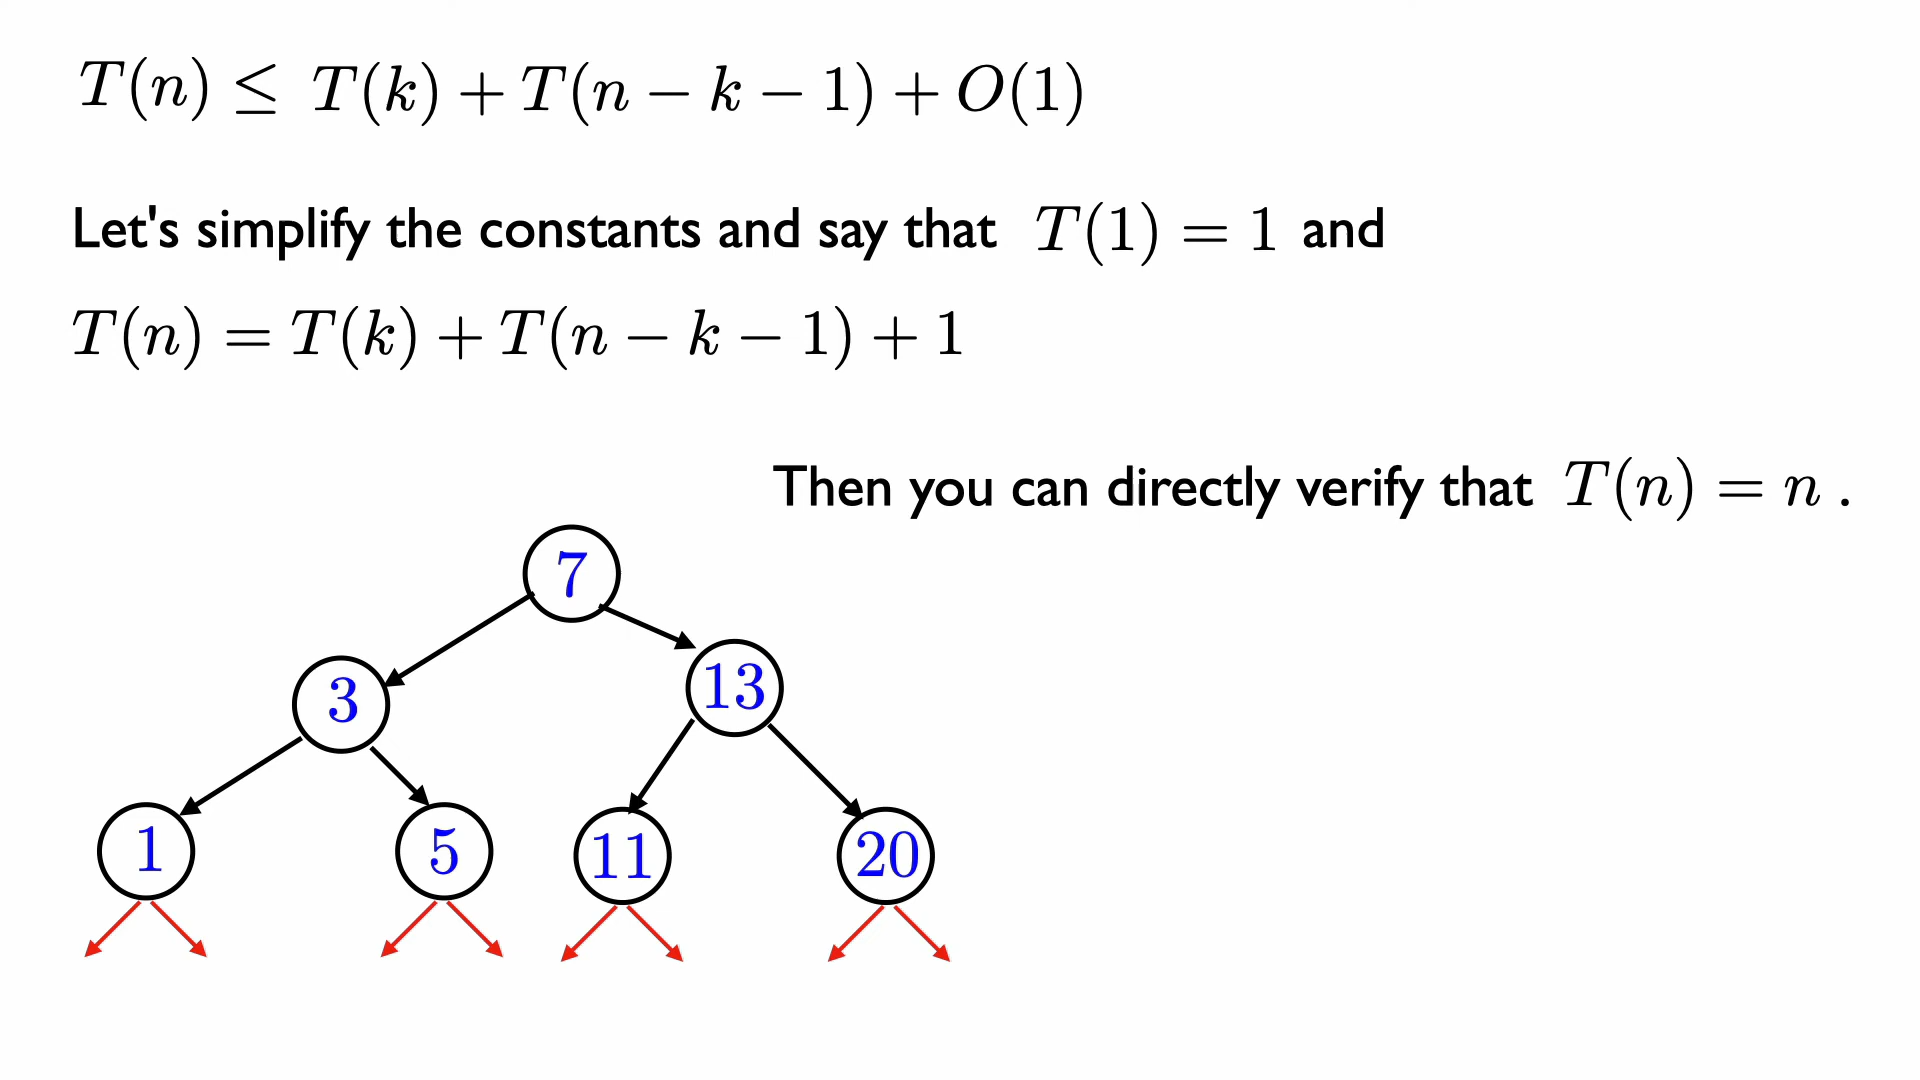 T(n) ≤ T(k) + T(n − k − 1) + O(1)
Let's simplify the constants and say that T(1) = 1 and
T(n) = T(k) + T(n − k − 1) + 1
Then you can directly verify that T(n) = n .
7
3
13
1
5
11
20